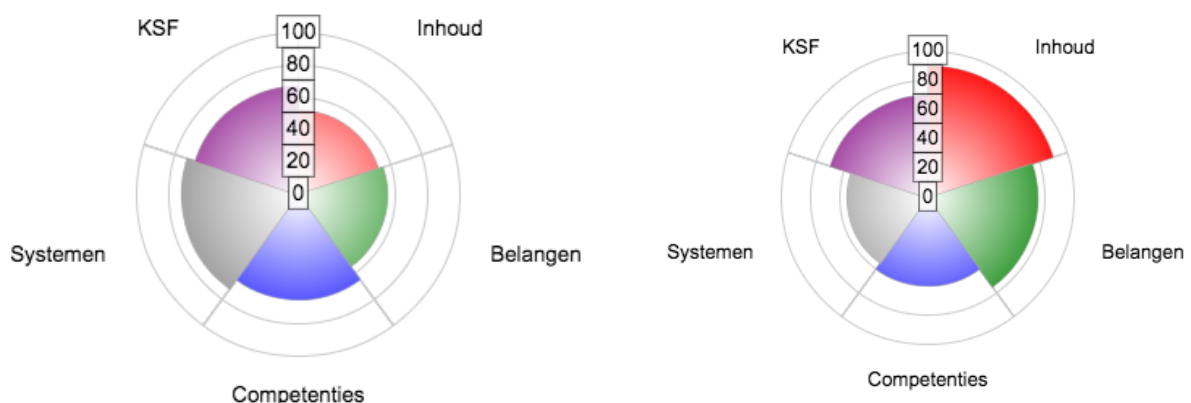 KSF
Inhoud
100
80
60
40
20
0
Systemen
Belangen
Competenties
KSF
Inhoud
100
80
60
40
20
0
Systemen
Belangen
Competenties